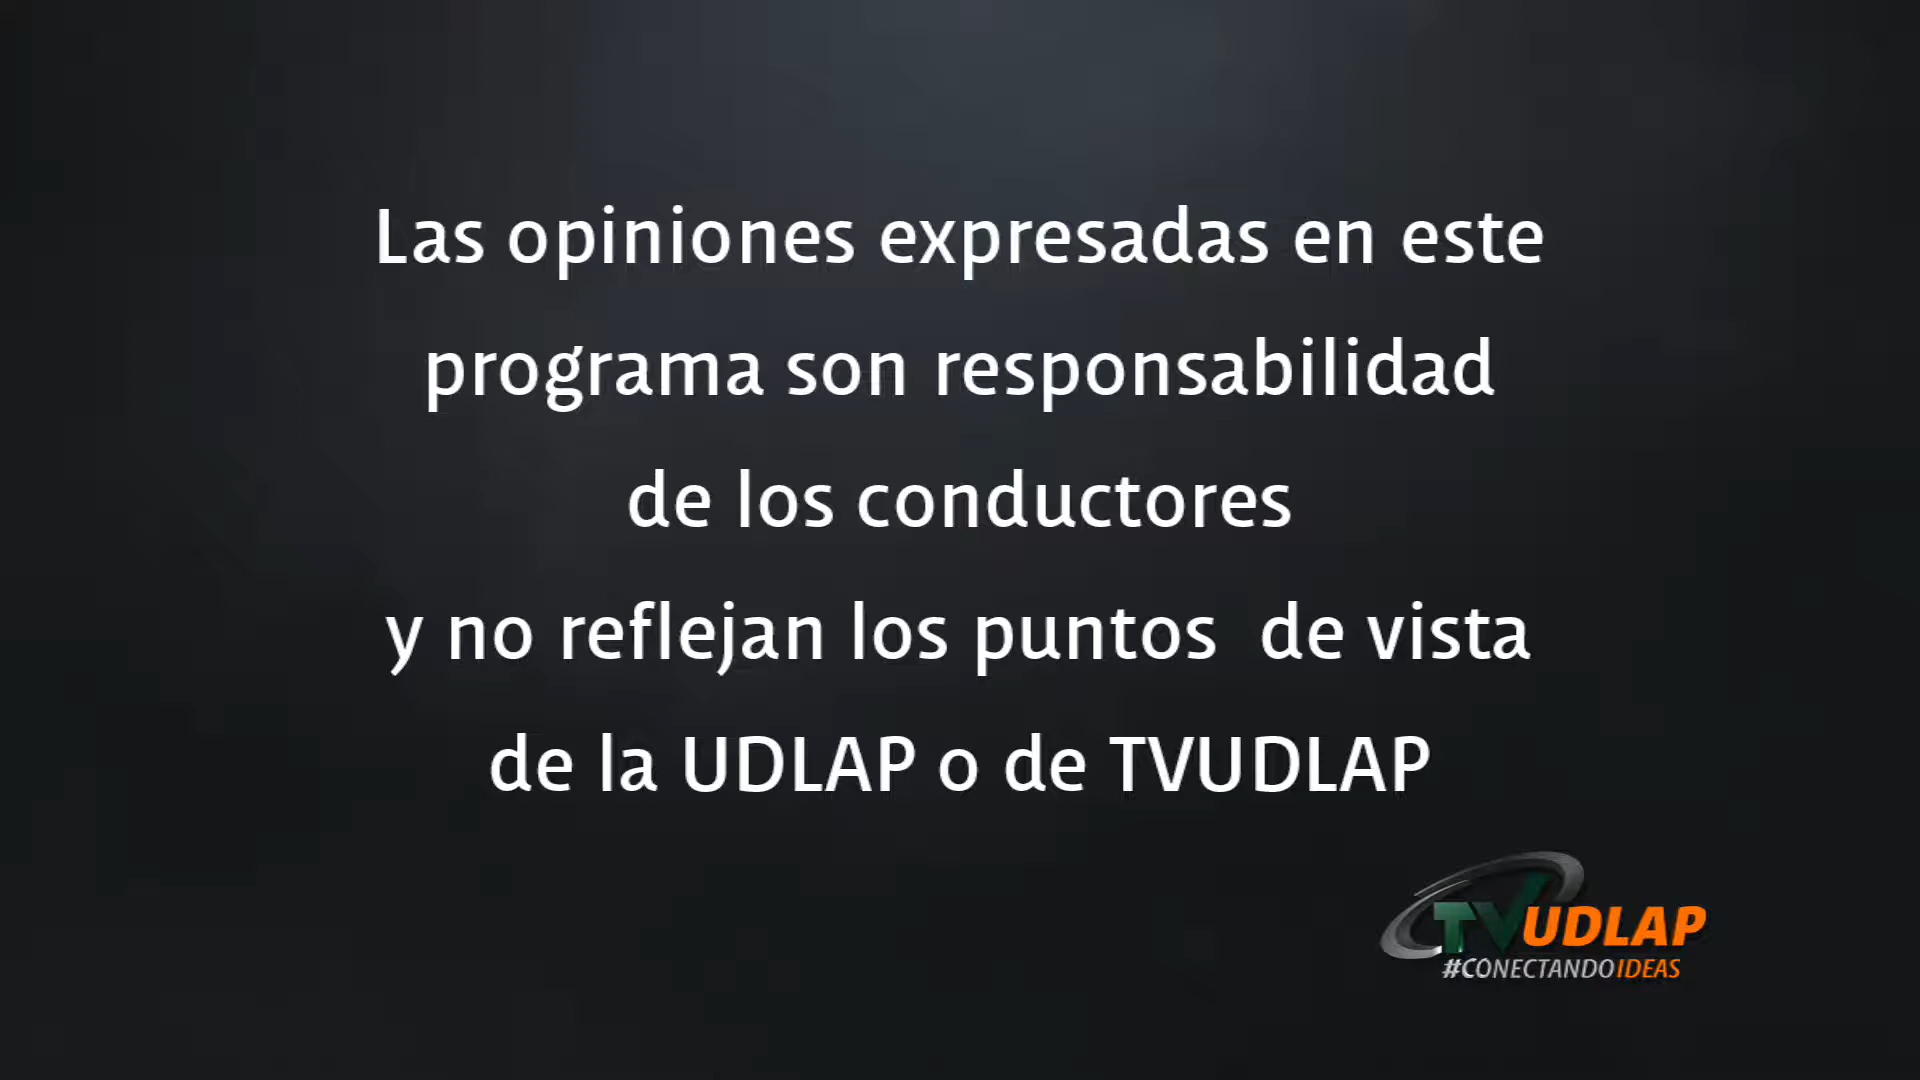 Las opiniones expresadas en este
programa son responsabilidad
de los conductores
y no reflejan los puntos  de vista
de la UDLAP o de TVUDLAP
TVUDLAP
#CONECTANDOIDEAS